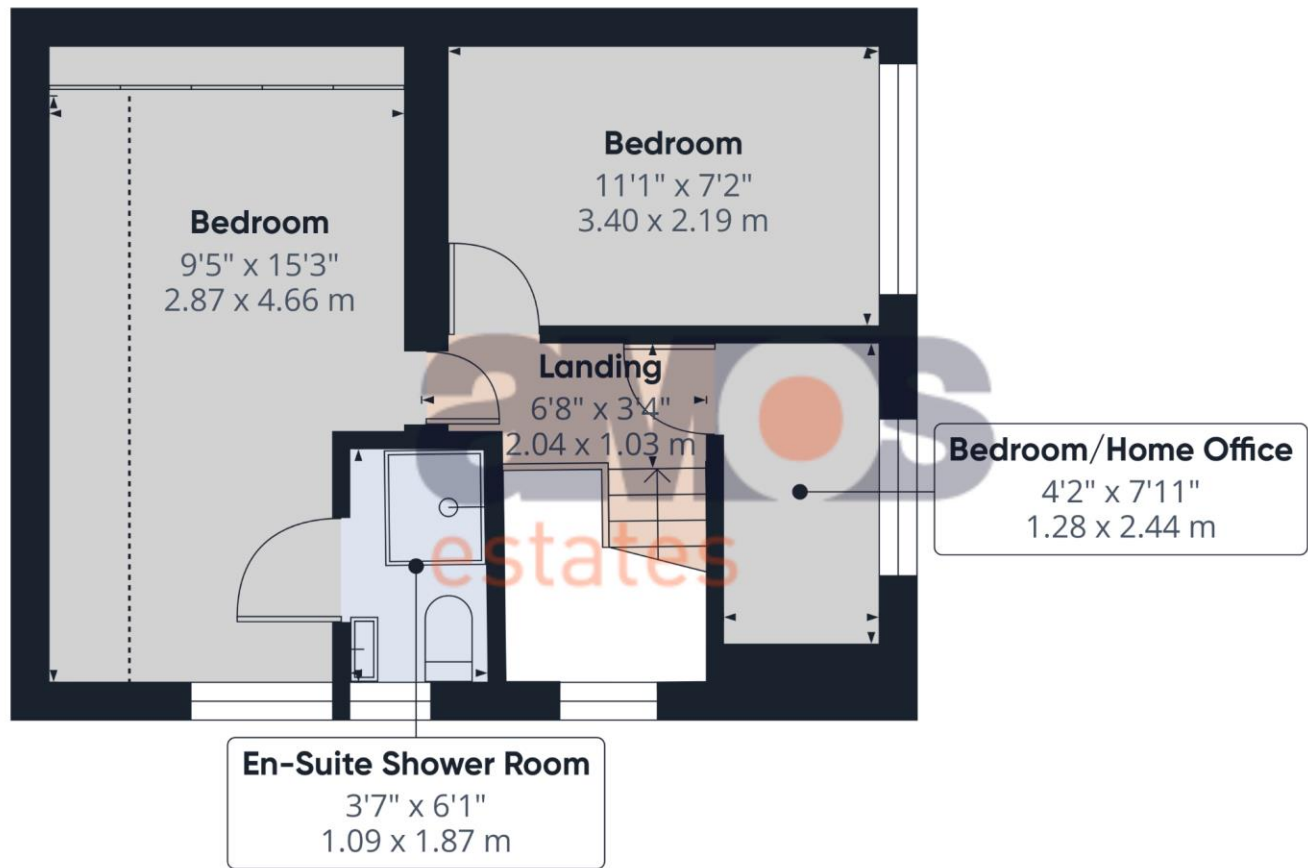 Bedroom
11'1" x 7'2"
3.40 x 2.19 m
Bedroom
9'5" x 15'3"
2.87 x 4.66 m
Landing
6'8" x 3'4"
2.04 x 1.03 m
aMos
estates
Bedroom/Home Office
4'2" x 7'11"
1.28 x 2.44 m
En-Suite Shower Room
3'7" x 6'1"
1.09 x 1.87 m